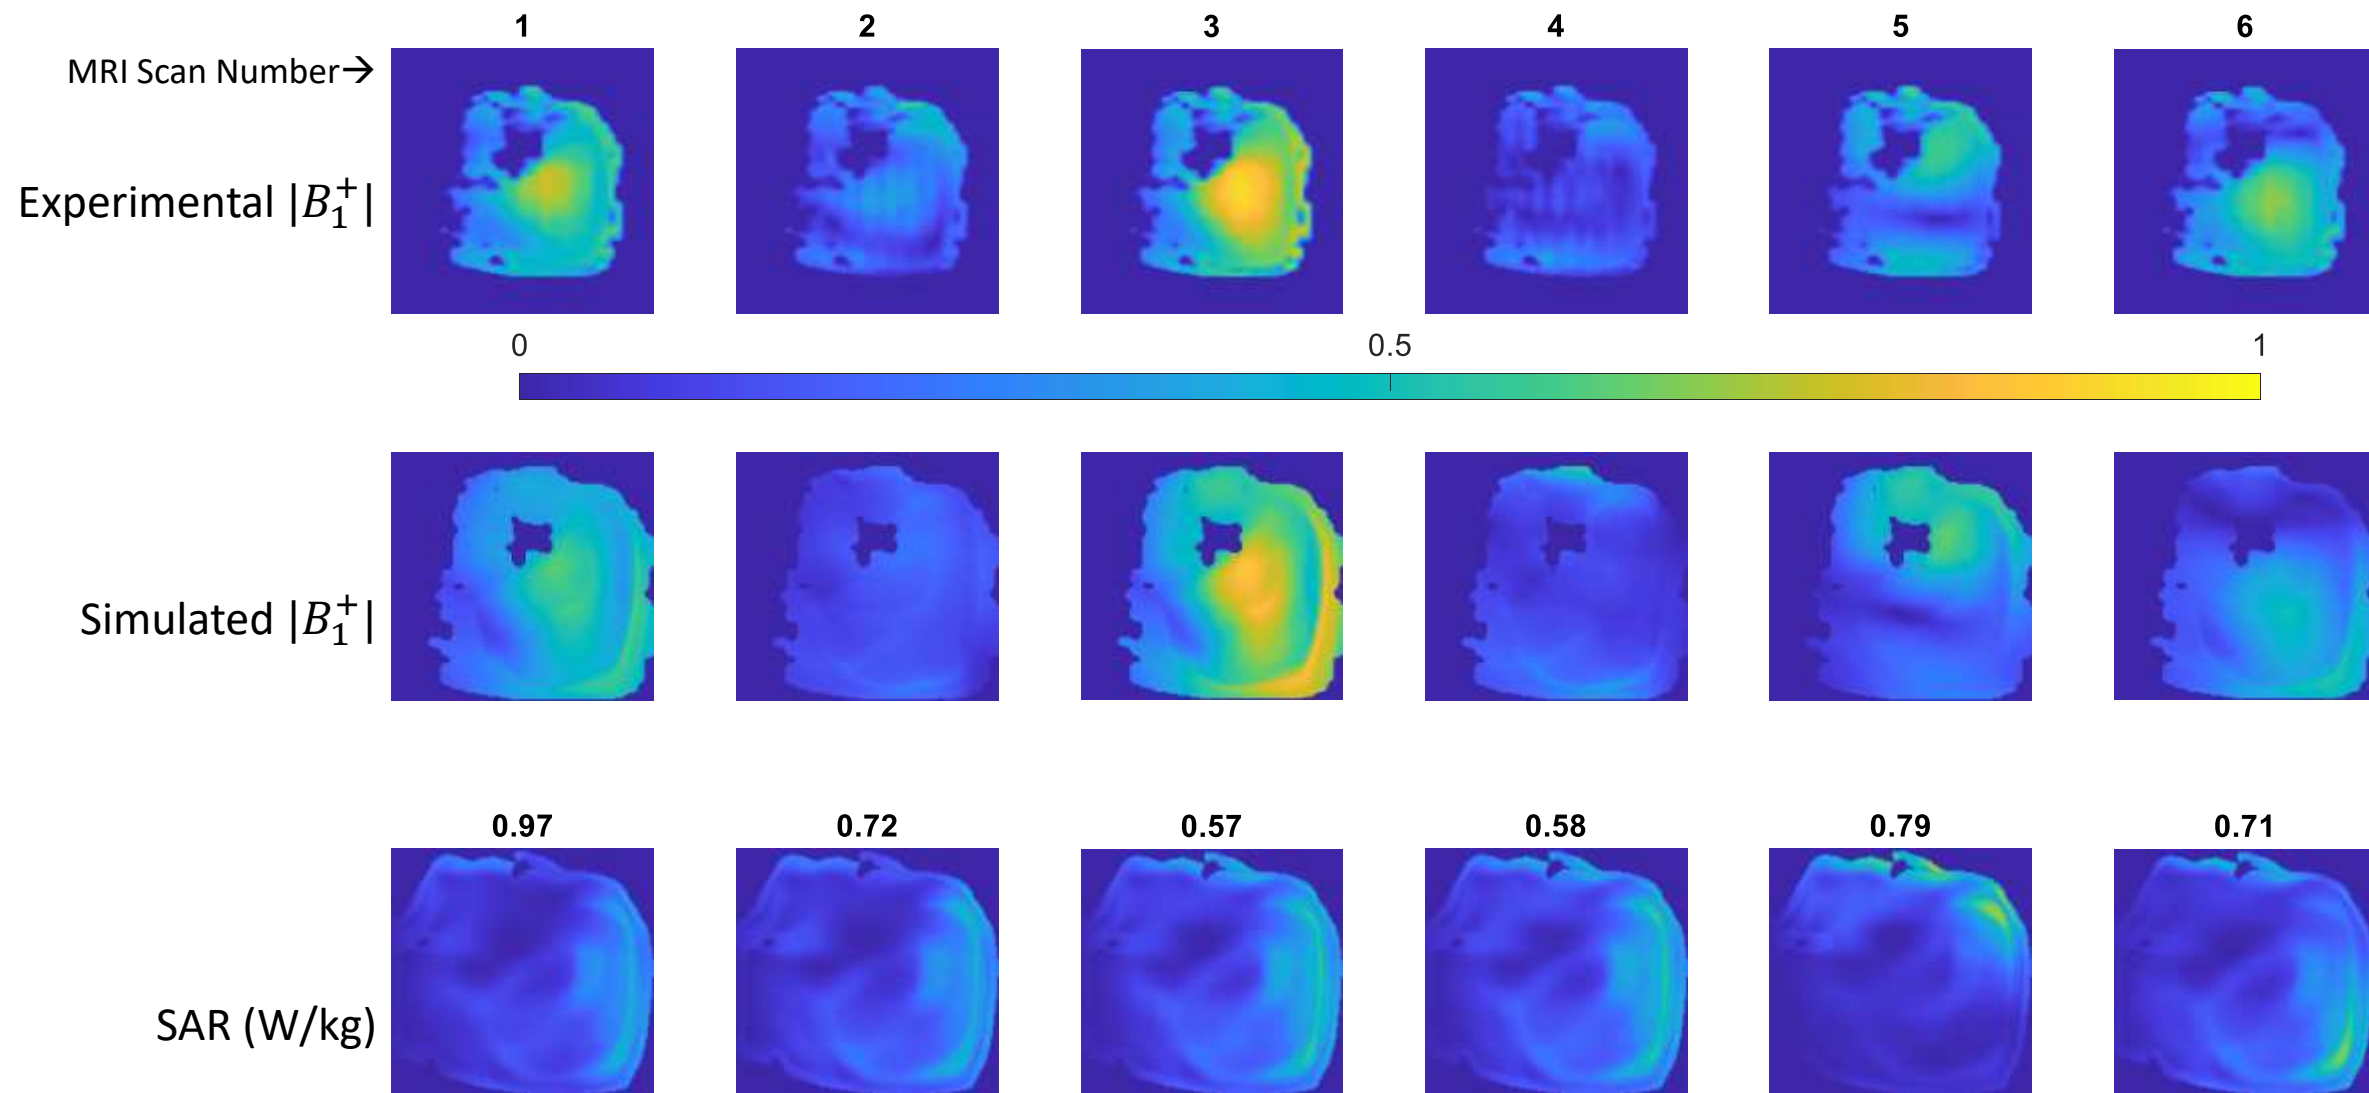 1 2 3 4 5 6
MRI Scan Number→
Experimental |B₁⁺|
0 0.5 1
Simulated |B₁⁺|
0.97 0.72 0.57 0.58 0.79 0.71
SAR (W/kg)